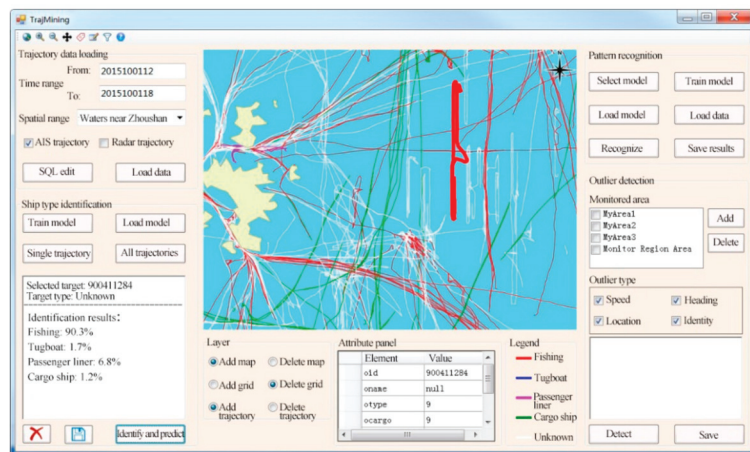 TrajMining
Trajectory data loading
From: 2015100112
Time range
To: 2015100118
Spatial range Waters near Zhoushan
AIS trajectory Radar trajectory
SQL edit Load data
Ship type identification
Train model Load model
Single trajectory All trajectories
Selected target: 900411284
Target type: Unknown
Identification results:
Fishing: 90.3%
Tugboat: 1.7%
Passenger liner: 6.8%
Cargo ship: 1.2%
Identify and predict
N
Layer
Add map Delete map
Add grid Delete grid
Add trajectory Delete trajectory
Attribute panel
Element Value
oid 900411284
oname null
otype 9
ocargo 9
Legend
Fishing
Tugboat
Passenger liner
Cargo ship
Unknown
Pattern recognition
Select model Train model
Load model Load data
Recognize Save results
Outlier detection
Monitored area
MyArea1
MyArea2
MyArea3
Monitor Region Area
Add
Delete
Outlier type
Speed Heading
Location Identity
Detect Save